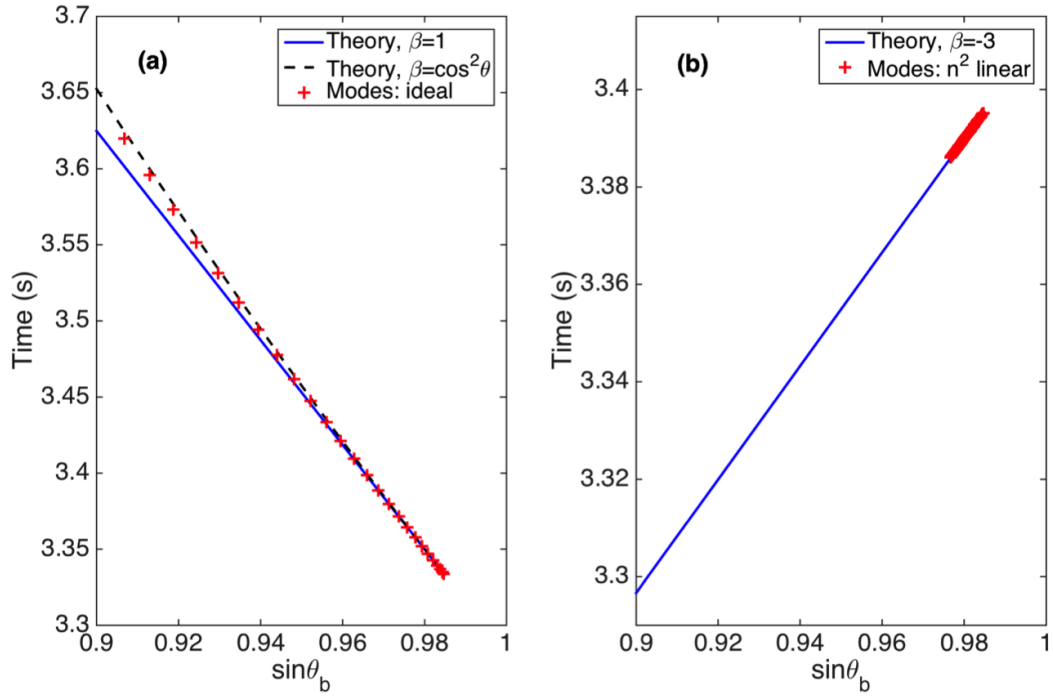 3.7
3.65
3.6
3.55
3.5
3.45
3.4
3.35
3.3
0.9 0.92 0.94 0.96 0.98 1
Time (s)
sinθb
(a)
Theory, β=1
Theory, β=cos²θ
Modes: ideal
3.4
3.38
3.36
3.34
3.32
3.3
0.9 0.92 0.94 0.96 0.98 1
Time (s)
sinθb
(b)
Theory, β=-3
Modes: n² linear